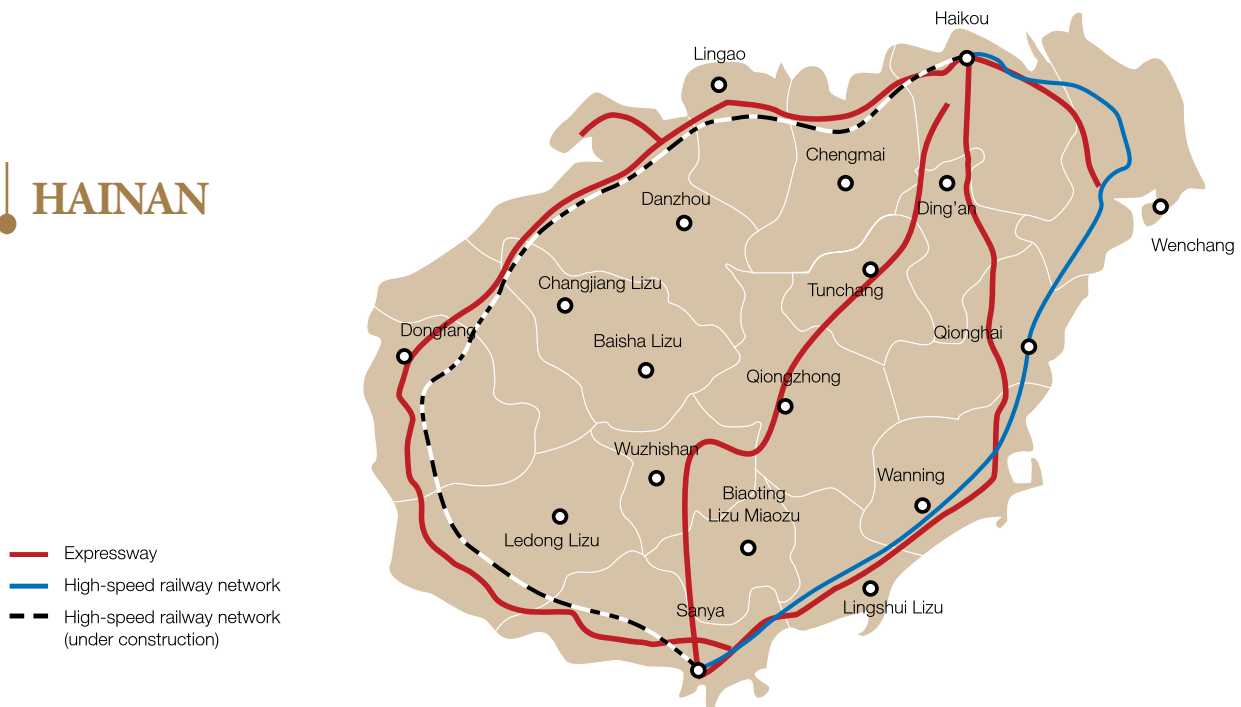 Haikou
Lingao
Chengmai
HAINAN
Danzhou
Ding’an
Wenchang
Changjiang Lizu
Tunchang
Dongfang
Baisha Lizu
Qionghai
Qiongzhong
Wuzhishan
Wanning
Biaoting
Lizu Miaozu
Ledong Lizu
Expressway
High-speed railway network
High-speed railway network
(under construction)
Sanya
Lingshui Lizu